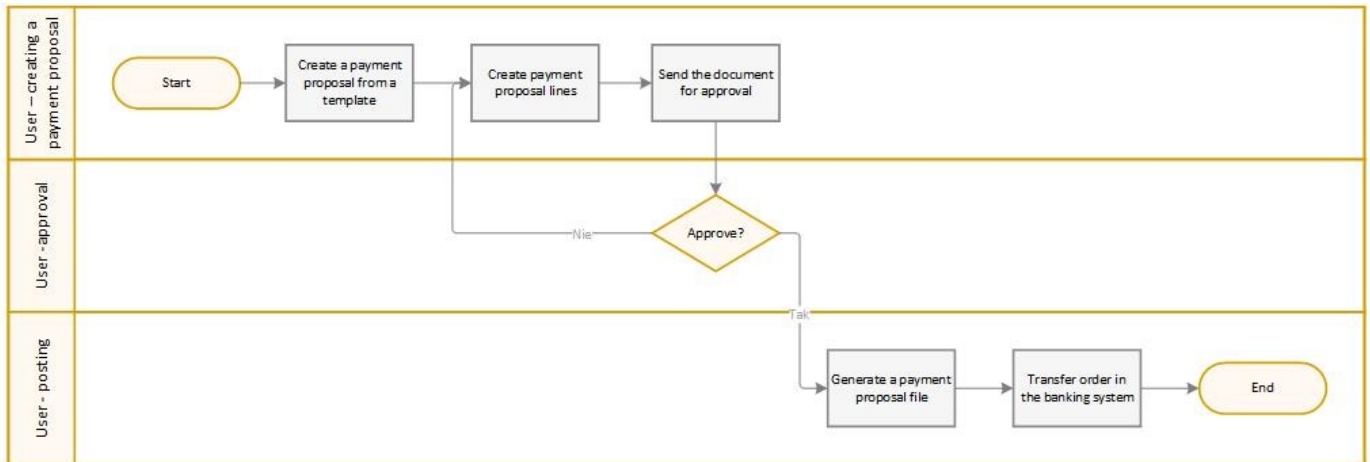 User – creating a
payment proposal
Start
Create a payment
proposal from a
template
Create payment
proposal lines
Send the document
for approval
User -approval
Nie
Approve?
Tak
User - posting
Generate a payment
proposal file
Transfer order in
the banking system
End